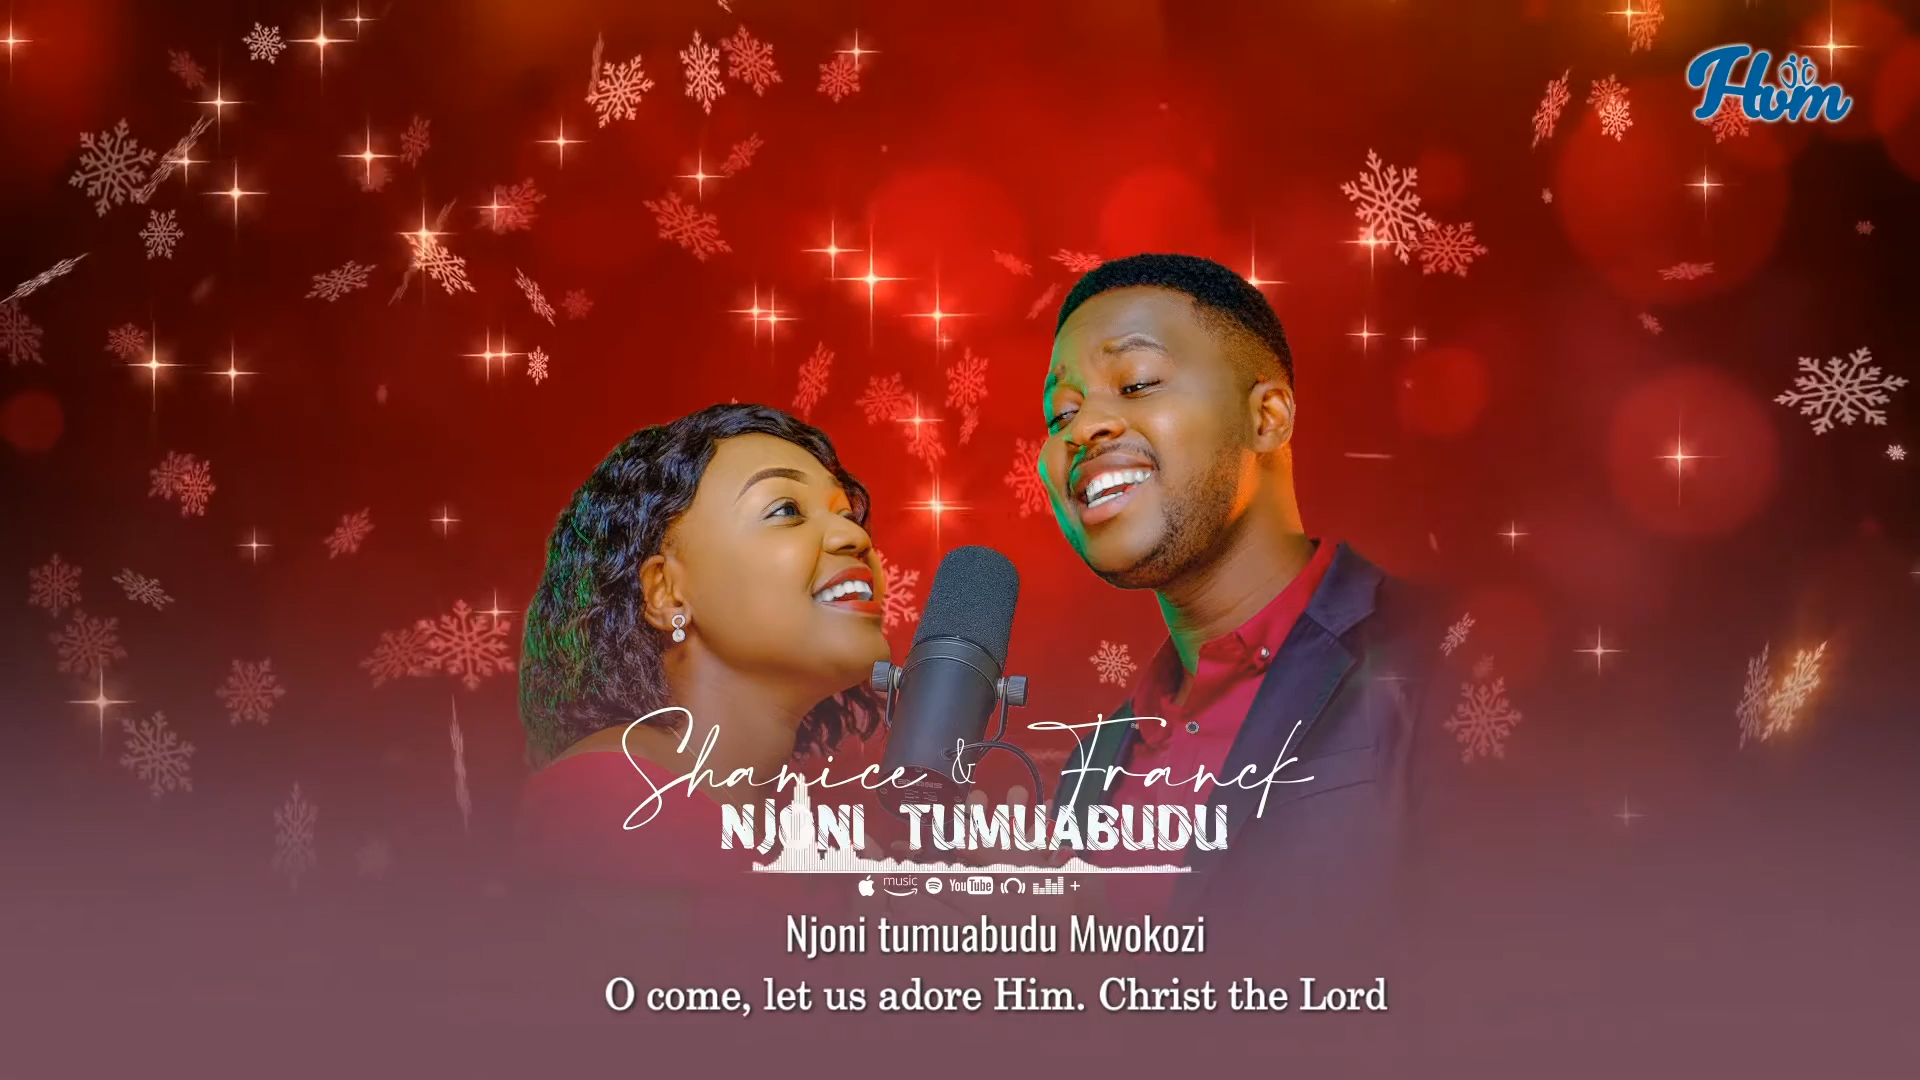 Hvm
Shanice & Franck
NJONI TUMUABUDU
music YouTube +
Njoni tumuabudu Mwokozi
O come, let us adore Him. Christ the Lord